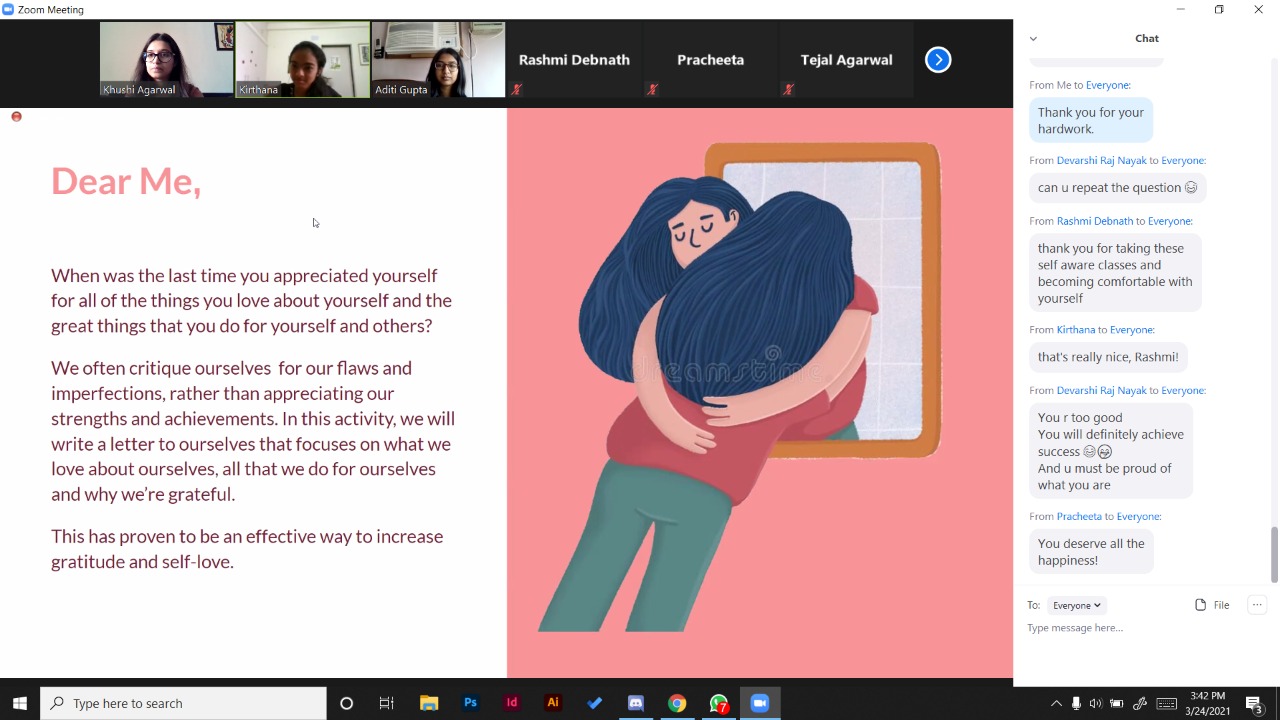 Zoom Meeting
Khushi Agarwal
Kirthana
Aditi Gupta
Rashmi Debnath
Pracheeta
Tejal Agarwal
Dear Me,
When was the last time you appreciated yourself
for all of the things you love about yourself and the
great things that you do for yourself and others?
We often critique ourselves for our flaws and
imperfections, rather than appreciating our
strengths and achievements. In this activity, we will
write a letter to ourselves that focuses on what we
love about ourselves, all that we do for ourselves
and why we're grateful.
This has proven to be an effective way to increase
gratitude and self-love.
dreamstime
Chat
From Me to Everyone:
Thank you for your
hardwork.
From Devarshi Raj Nayak to Everyone:
can u repeat the question 😊
From Rashmi Debnath to Everyone:
thank you for taking these
self aware classes and
becoming comfortable with
yourself
From Kirthana to Everyone:
that's really nice, Rashmi!
From Devarshi Raj Nayak to Everyone:
You r too good
You will definitely achieve
success 😊😁
And u must be proud of
what you are
From Pracheeta to Everyone:
You deserve all the
happiness!
To: Everyone
File
Type message here...
Type here to search
Ps
Id
Ai
7
3:42 PM
3/24/2021
3